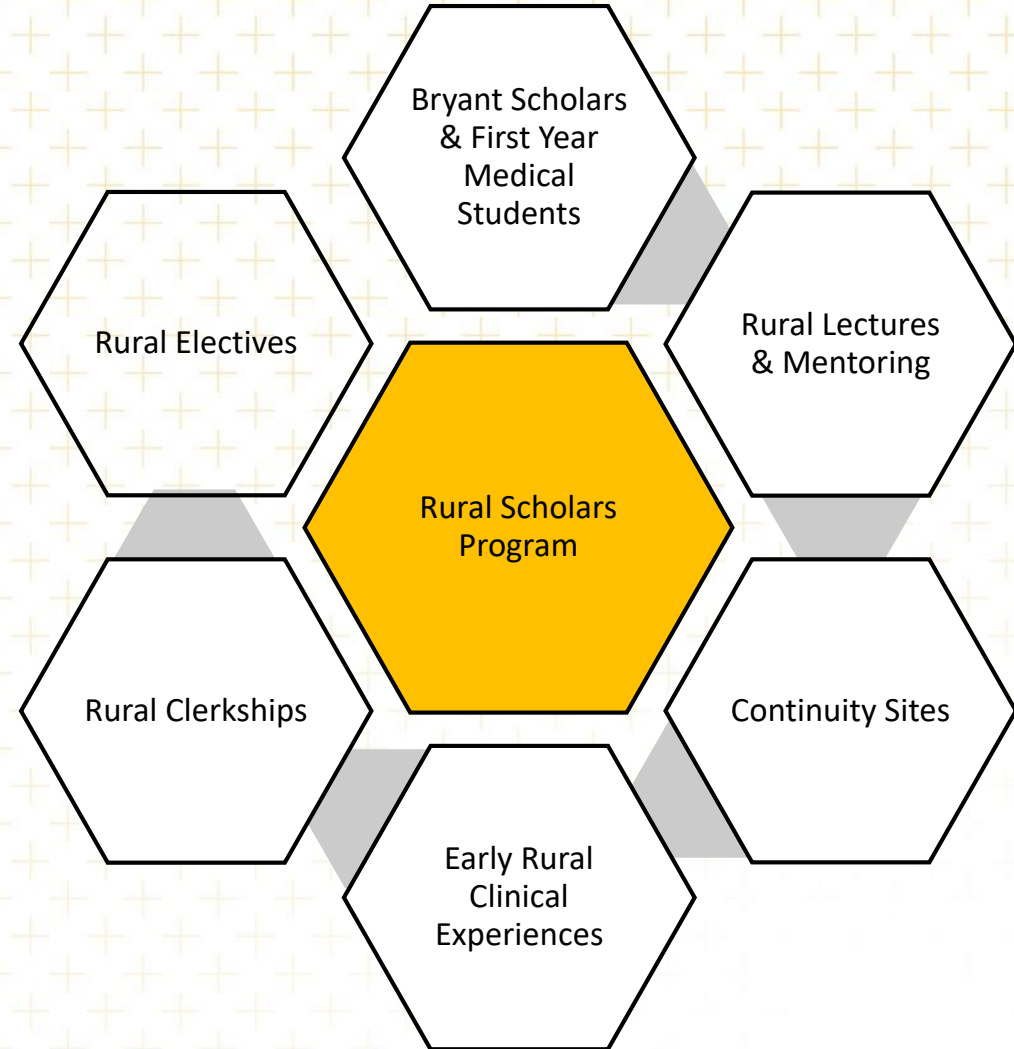 Bryant Scholars
& First Year
Medical
Students
Rural Lectures
& Mentoring
Continuity Sites
Early Rural
Clinical
Experiences
Rural Clerkships
Rural Electives
Rural Scholars
Program